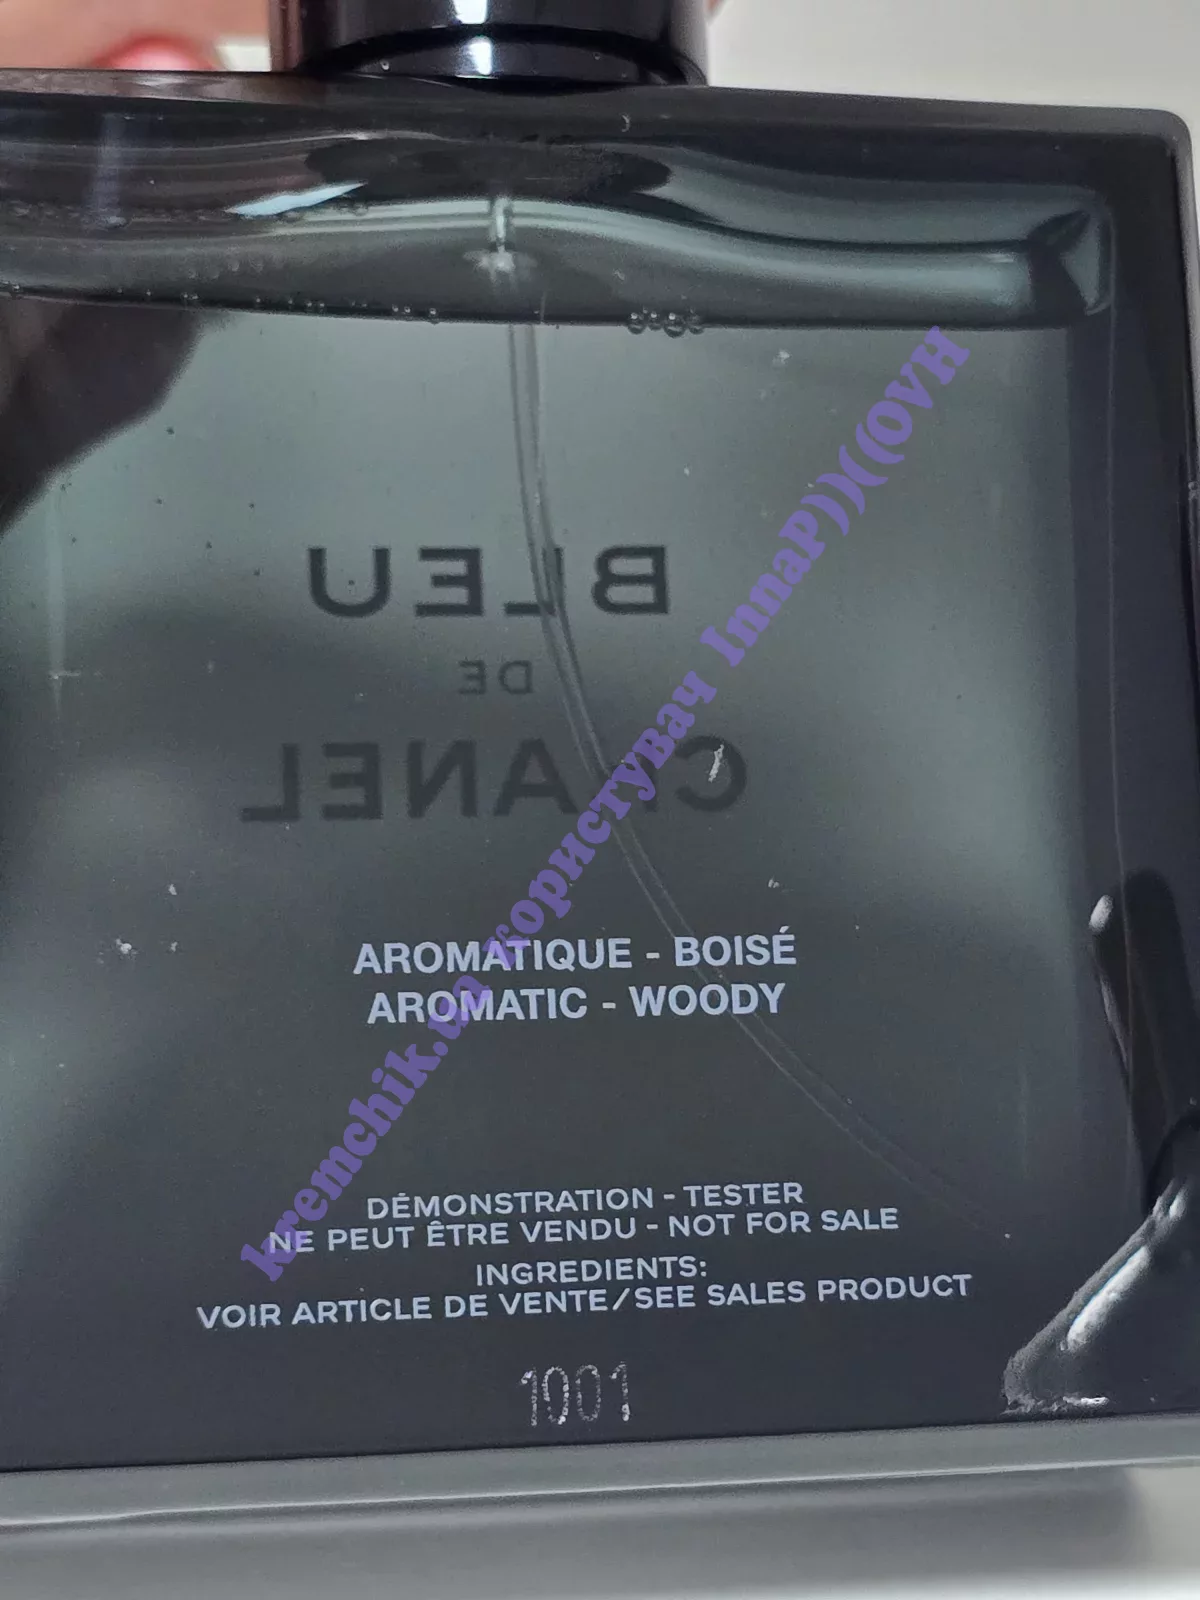 BLEU
DE
CHANEL
AROMATIQUE - BOISÉ
AROMATIC - WOODY
DÉMONSTRATION - TESTER
NE PEUT ÊTRE VENDU - NOT FOR SALE
INGREDIENTS:
VOIR ARTICLE DE VENTE/SEE SALES PRODUCT
1001
kremchik.ua користувач InnaP))((OVH